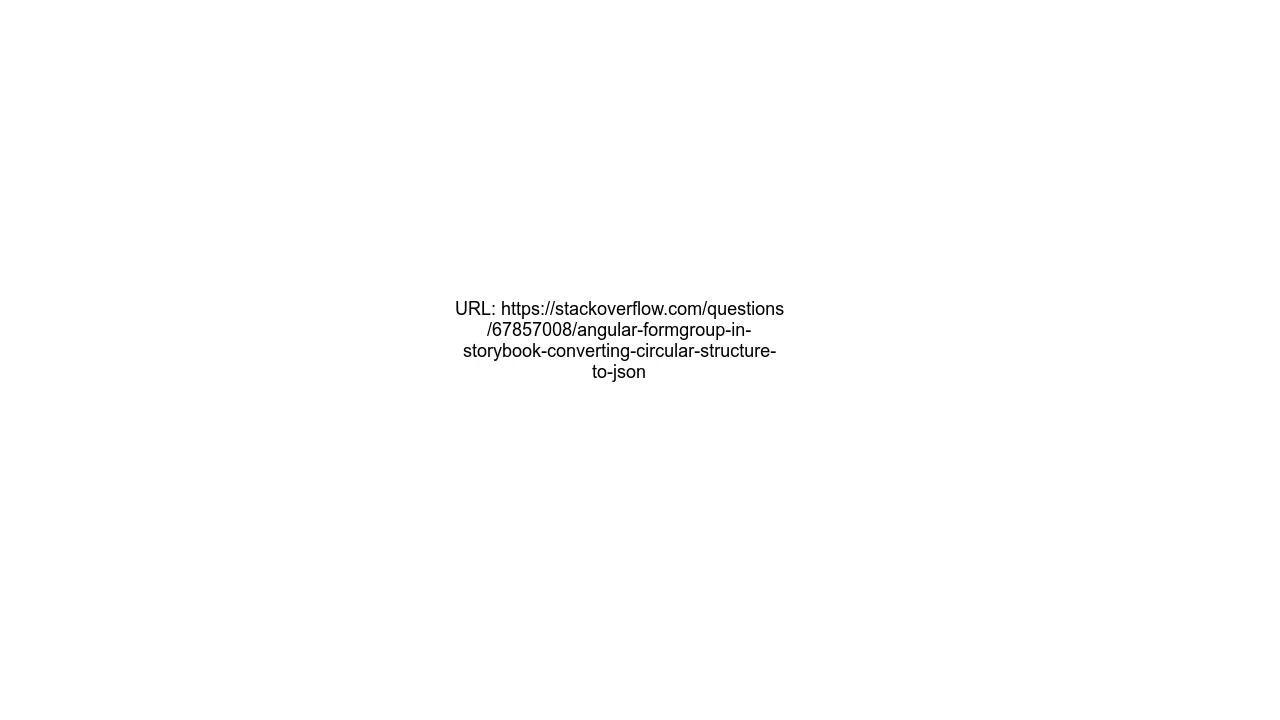 URL: https://stackoverflow.com/questions
/67857008/angular-formgroup-in-
storybook-converting-circular-structure-
to-json